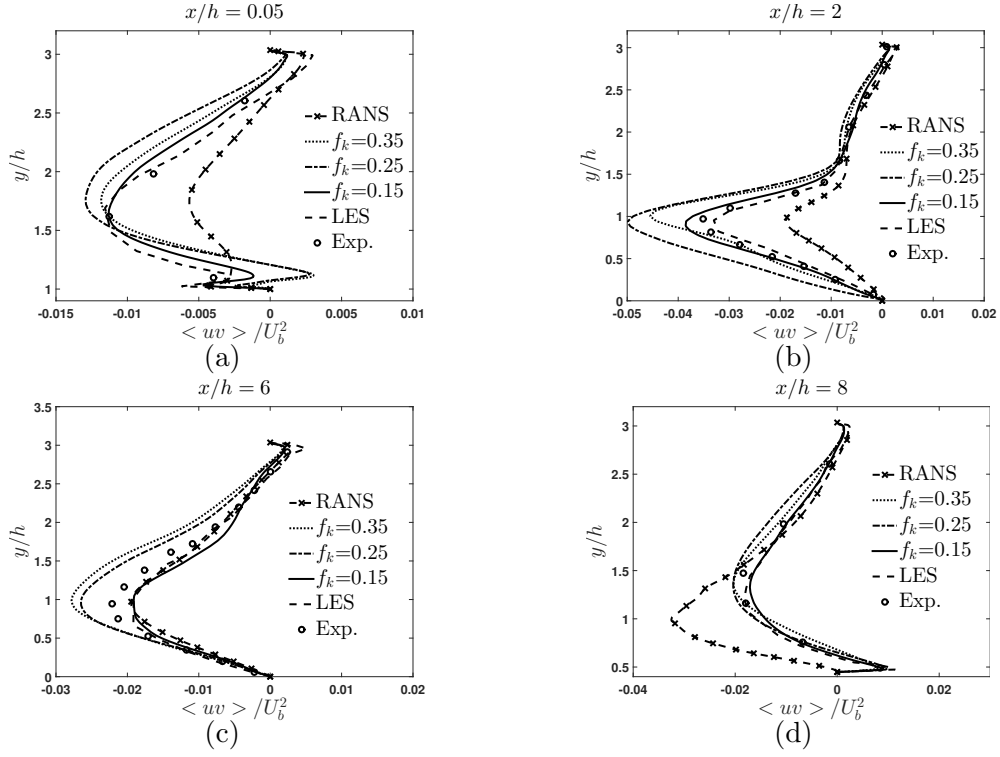 x/h = 0.05
3
2.5
2
1.5
1
y/h
RANS
f_k=0.35
f_k=0.25
f_k=0.15
LES
Exp.
-0.015 -0.01 -0.005 0 0.005 0.01
< uv > /U_b^2
(a)
x/h = 2
3
2.5
2
1.5
1
0.5
0
y/h
RANS
f_k=0.35
f_k=0.25
f_k=0.15
LES
Exp.
-0.05 -0.04 -0.03 -0.02 -0.01 0 0.01 0.02
< uv > /U_b^2
(b)
x/h = 6
3.5
3
2.5
2
1.5
1
0.5
0
y/h
RANS
f_k=0.35
f_k=0.25
f_k=0.15
LES
Exp.
-0.03 -0.02 -0.01 0 0.01 0.02
< uv > /U_b^2
(c)
x/h = 8
3
2.5
2
1.5
1
0.5
y/h
RANS
f_k=0.35
f_k=0.25
f_k=0.15
LES
Exp.
-0.04 -0.02 0 0.02
< uv > /U_b^2
(d)